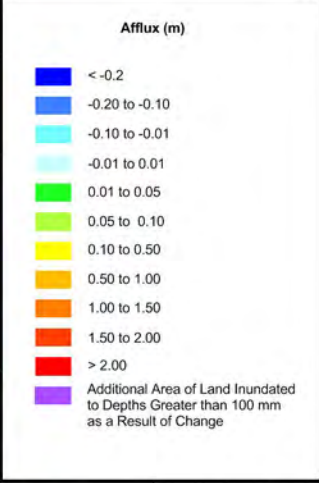 Afflux (m)
< -0.2
-0.20 to -0.10
-0.10 to -0.01
-0.01 to 0.01
0.01 to 0.05
0.05 to 0.10
0.10 to 0.50
0.50 to 1.00
1.00 to 1.50
1.50 to 2.00
> 2.00
Additional Area of Land Inundated
to Depths Greater than 100 mm
as a Result of Change